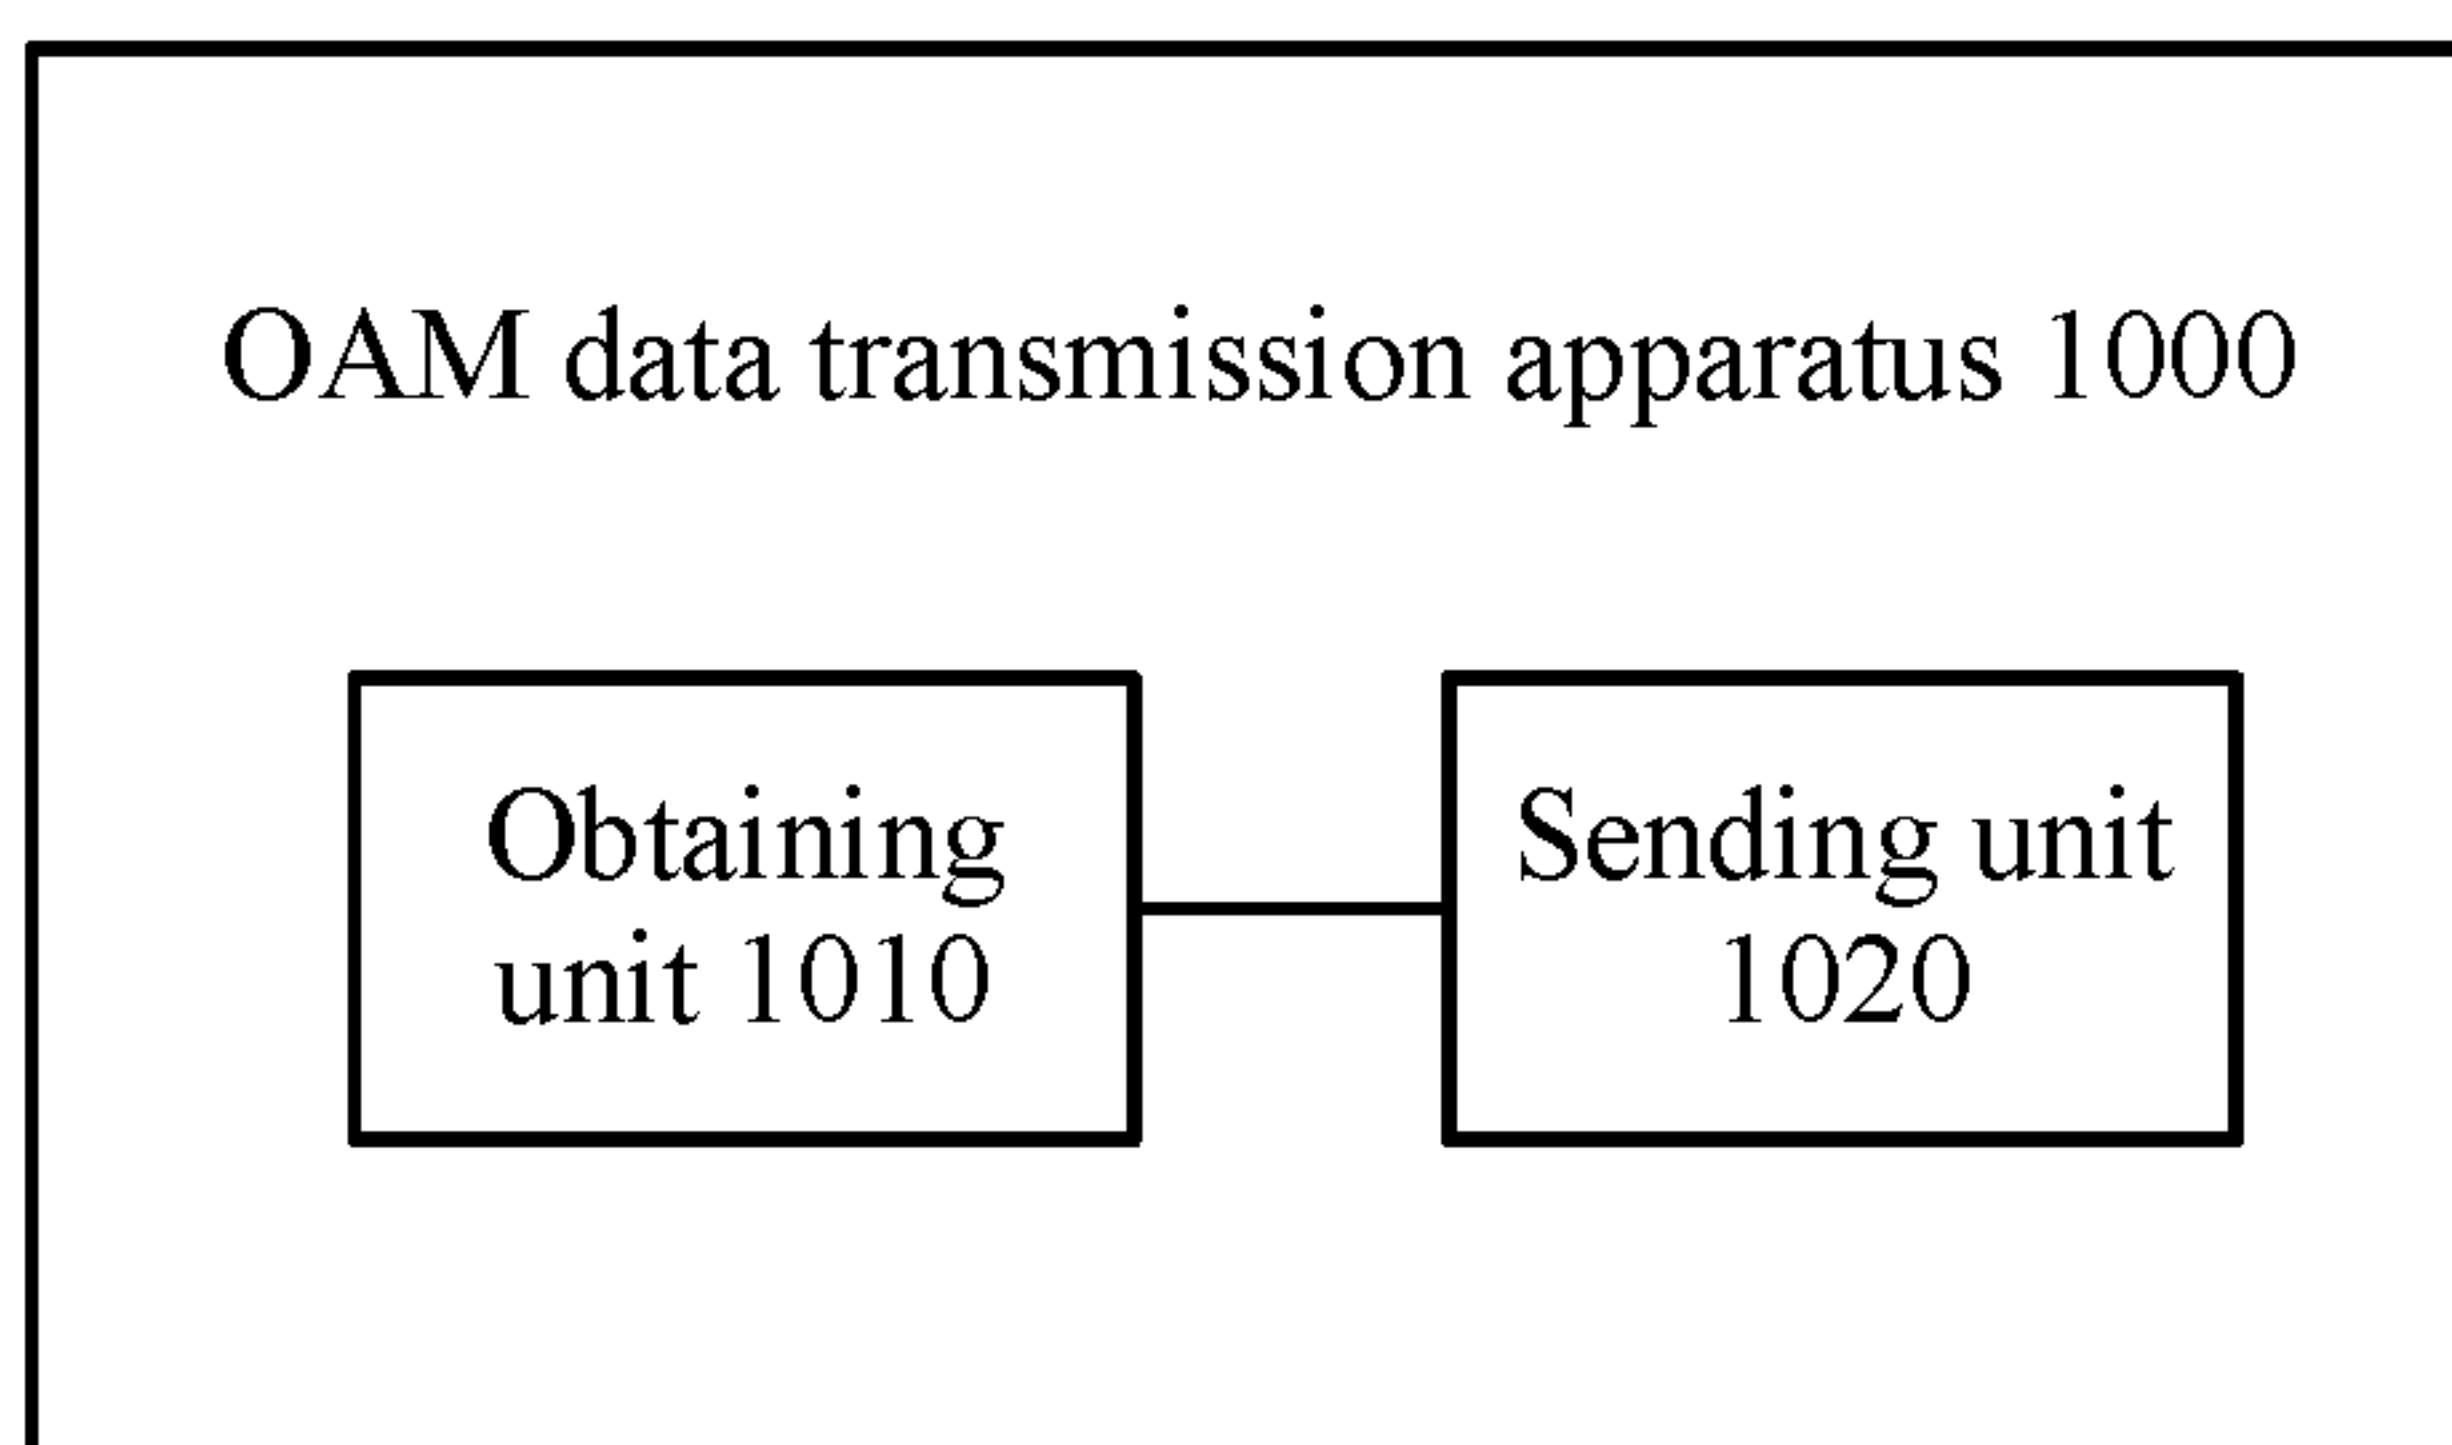 OAM data transmission apparatus 1000
Obtaining
unit 1010
Sending unit
1020